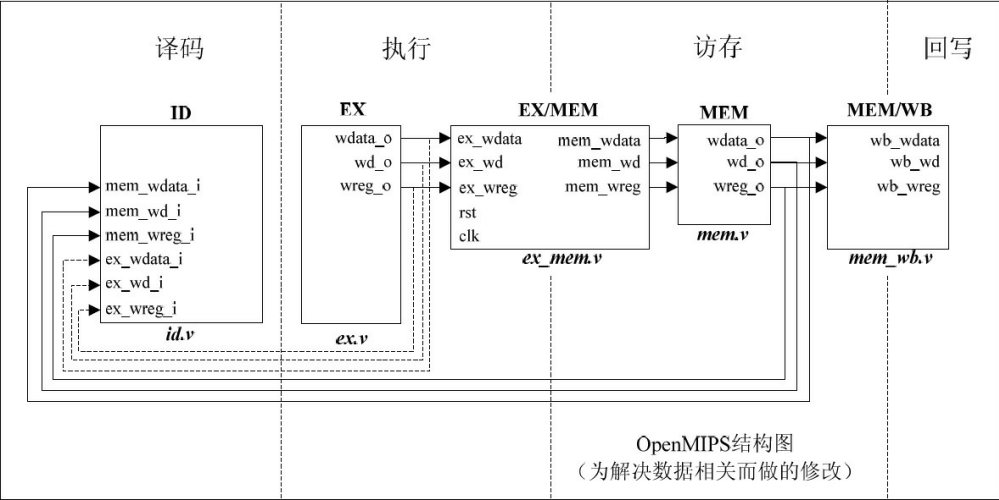 译码
执行
访存
回写
ID
mem_wdata_i
mem_wd_i
mem_wreg_i
ex_wdata_i
ex_wd_i
ex_wreg_i
id.v
EX
wdata_o
wd_o
wreg_o
ex.v
EX/MEM
ex_wdata mem_wdata
ex_wd mem_wd
ex_wreg mem_wreg
rst
clk
ex_mem.v
MEM
wdata_o
wd_o
wreg_o
mem.v
MEM/WB
wb_wdata
wb_wd
wb_wreg
mem_wb.v
OpenMIPS结构图
（为解决数据相关而做的修改）